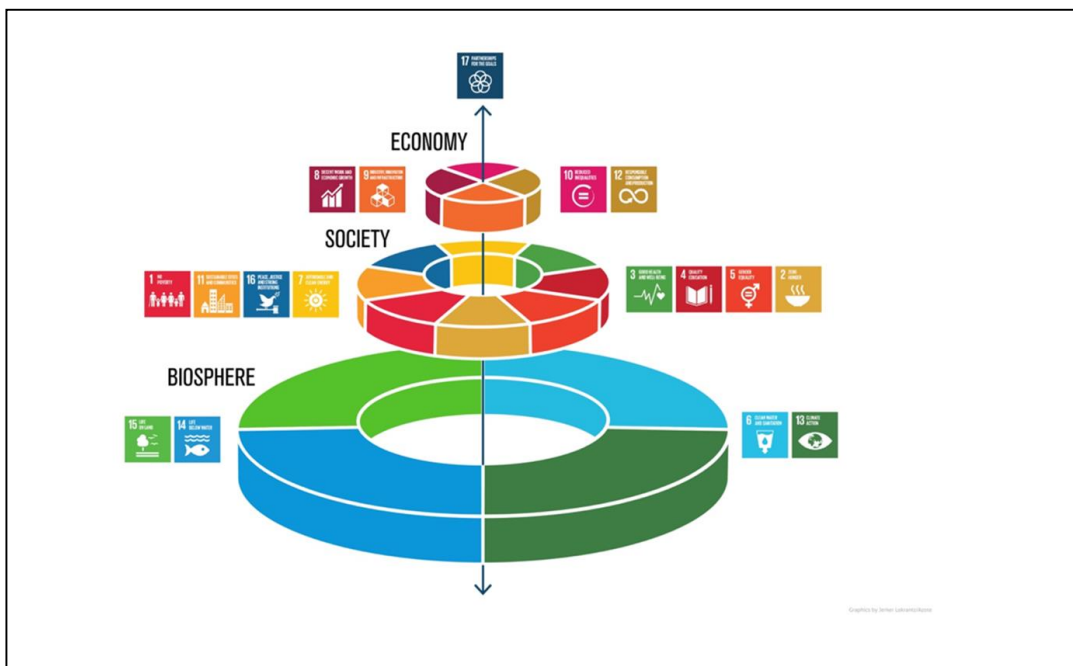 17 PARTNERSHIPS
FOR THE GOALS
ECONOMY
8 DECENT WORK AND
ECONOMIC GROWTH
9 INDUSTRY, INNOVATION
AND INFRASTRUCTURE
10 REDUCED
INEQUALITIES
12 RESPONSIBLE
CONSUMPTION
AND PRODUCTION
SOCIETY
1 NO
POVERTY
11 SUSTAINABLE CITIES
AND COMMUNITIES
16 PEACE, JUSTICE
AND STRONG
INSTITUTIONS
7 AFFORDABLE AND
CLEAN ENERGY
3 GOOD HEALTH
AND WELL-BEING
4 QUALITY
EDUCATION
5 GENDER
EQUALITY
2 ZERO
HUNGER
BIOSPHERE
15 LIFE
ON LAND
14 LIFE
BELOW WATER
6 CLEAN WATER
AND SANITATION
13 CLIMATE
ACTION
Graphics by Jerker